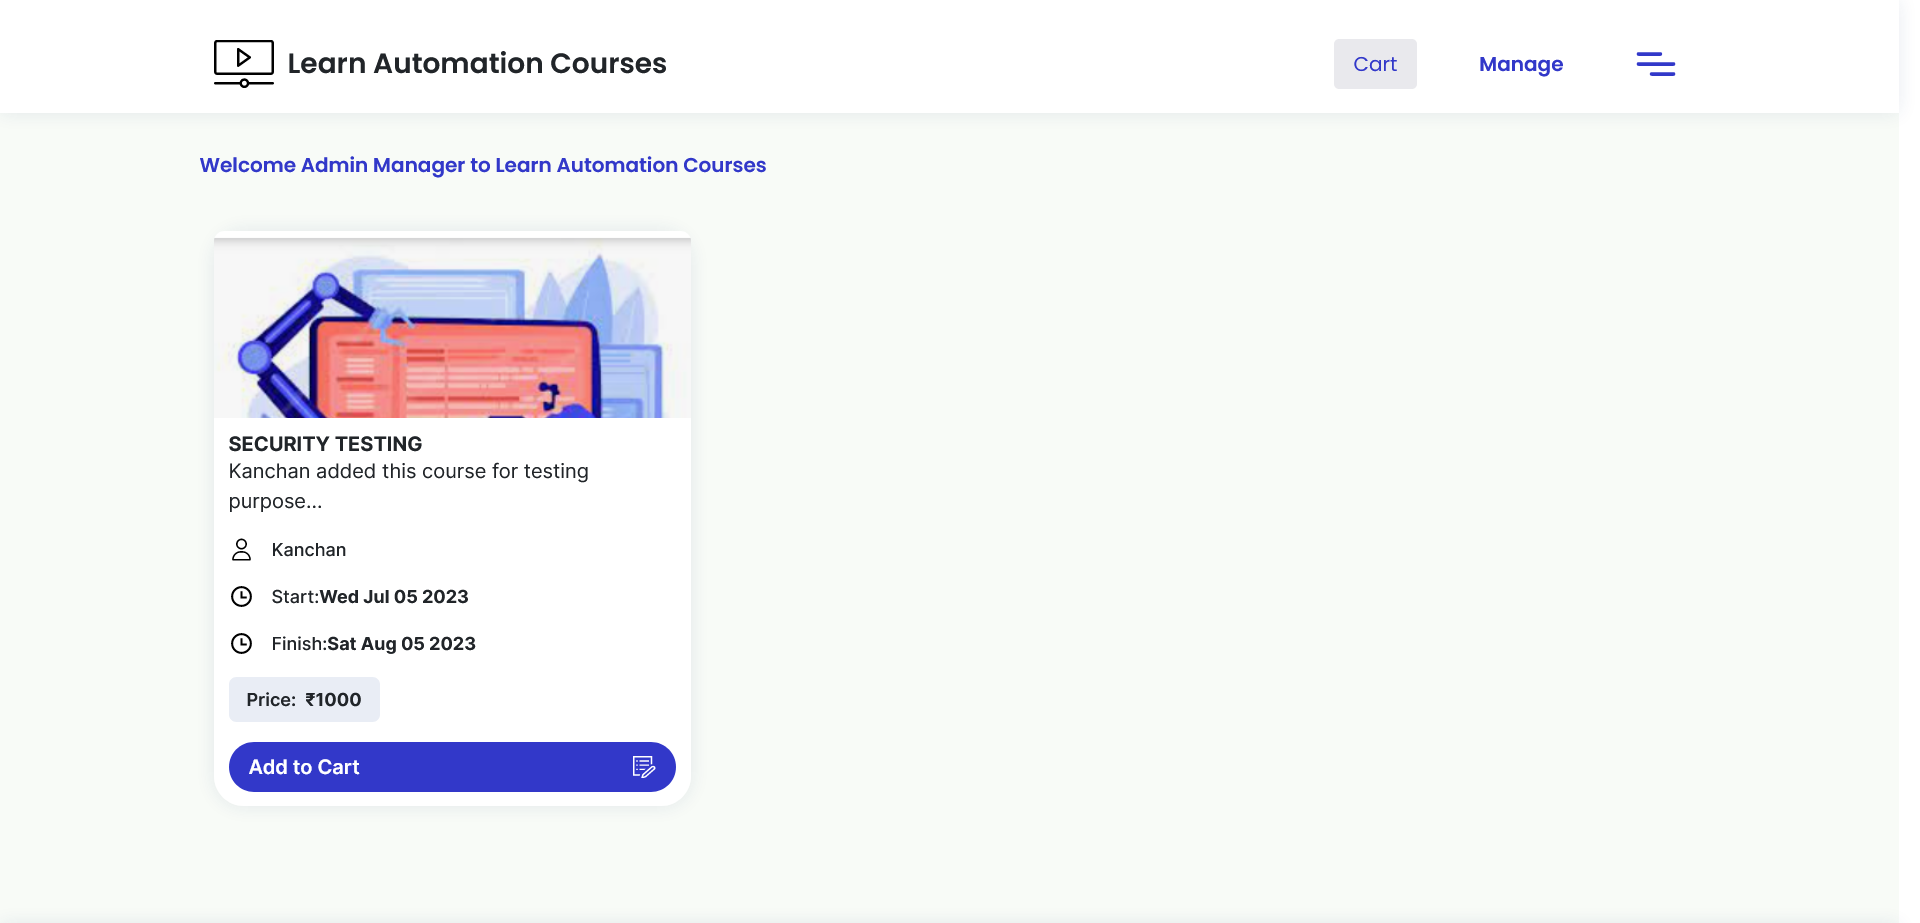 Learn Automation Courses
Cart
Manage
Welcome Admin Manager to Learn Automation Courses
SECURITY TESTING
Kanchan added this course for testing
purpose...
Kanchan
Start:Wed Jul 05 2023
Finish:Sat Aug 05 2023
Price: ₹1000
Add to Cart